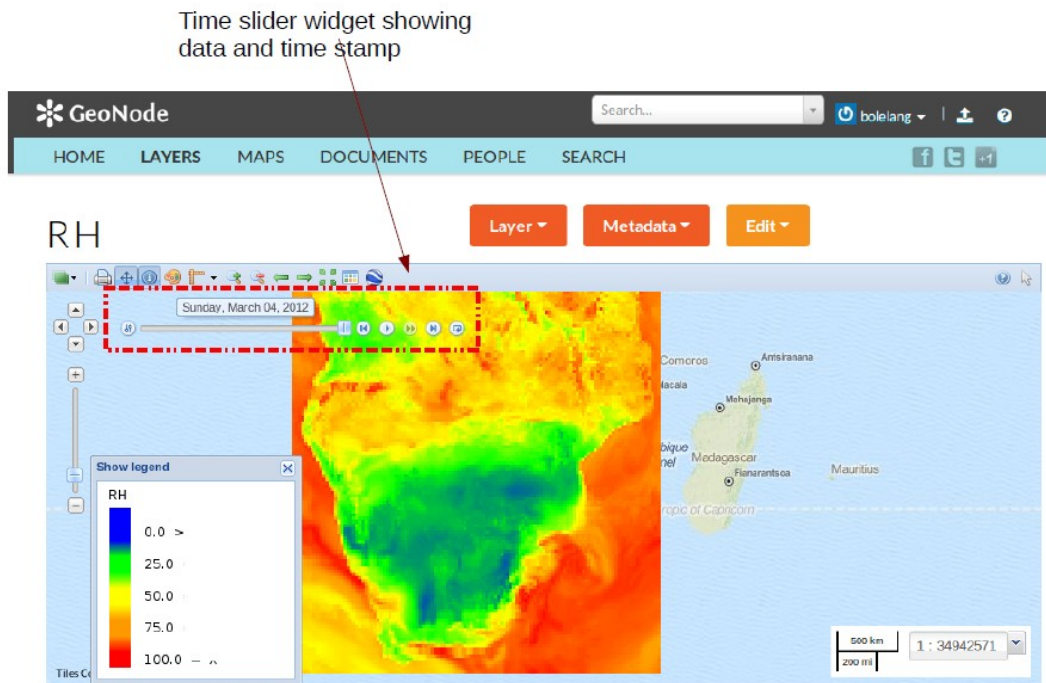 Time slider widget showing
data and time stamp
GeoNode
Search...
bolelang
HOME LAYERS MAPS DOCUMENTS PEOPLE SEARCH
f t +1
RH
Layer Metadata Edit
Sunday, March 04, 2012
Comoros
Antsiranana
Mahajanga
Madagascar
Fianarantsoa
Mauritius
Show legend
RH
0.0 >
25.0
50.0
75.0
100.0
500 km
200 mi
1 : 34942571
Tiles